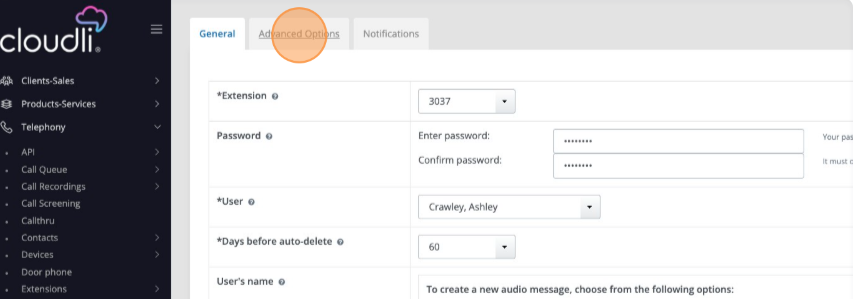 cloudli®
General
Advanced Options
Notifications
Clients-Sales
Products-Services
Telephony
API
Call Queue
Call Recordings
Call Screening
Callthru
Contacts
Devices
Door phone
Extensions
*Extension
3037
Password
Enter password:
Your pas
Confirm password:
It must c
*User
Crawley, Ashley
*Days before auto-delete
60
User's name
To create a new audio message, choose from the following options: